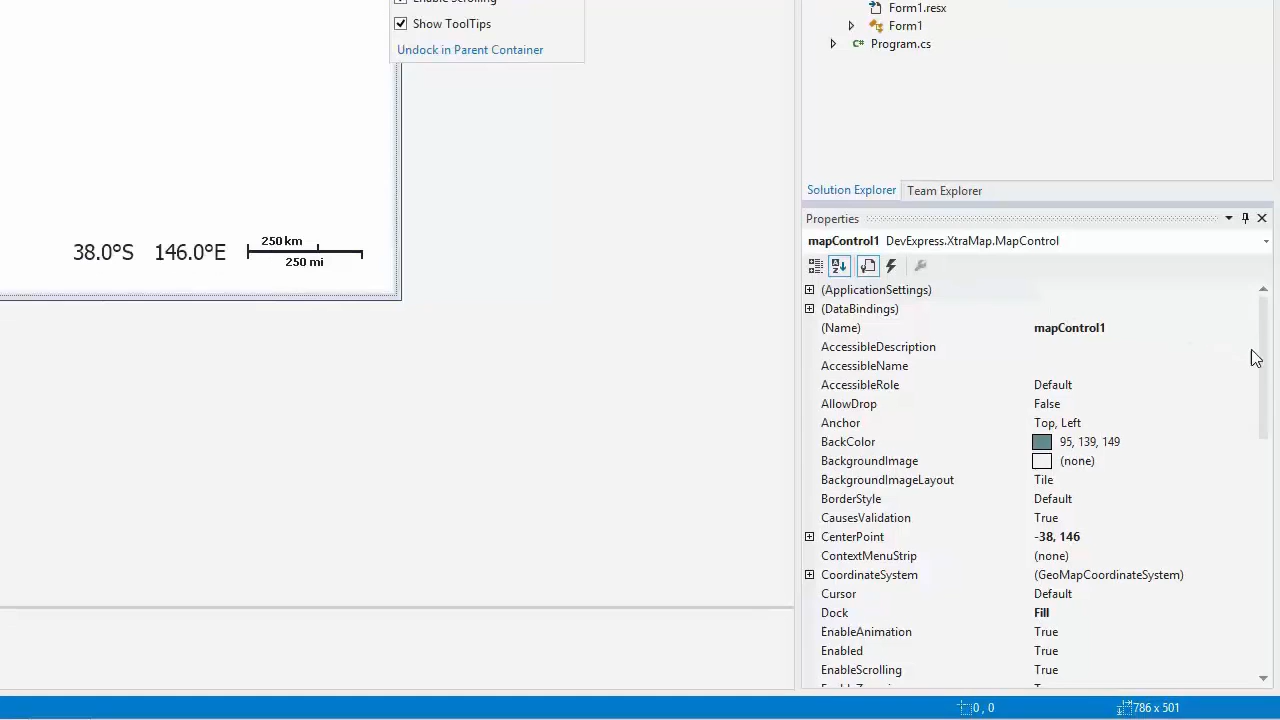 Enable Scrolling
Show ToolTips
Undock in Parent Container
38.0°S 146.0°E 250 km
250 mi
Form1.resx
Form1
C# Program.cs
Solution Explorer Team Explorer
Properties
mapControl1 DevExpress.XtraMap.MapControl
(ApplicationSettings)
(DataBindings)
(Name) mapControl1
AccessibleDescription
AccessibleName
AccessibleRole Default
AllowDrop False
Anchor Top, Left
BackColor 95, 139, 149
BackgroundImage (none)
BackgroundImageLayout Tile
BorderStyle Default
CausesValidation True
CenterPoint -38, 146
ContextMenuStrip (none)
CoordinateSystem (GeoMapCoordinateSystem)
Cursor Default
Dock Fill
EnableAnimation True
Enabled True
EnableScrolling True
0, 0 786 x 501